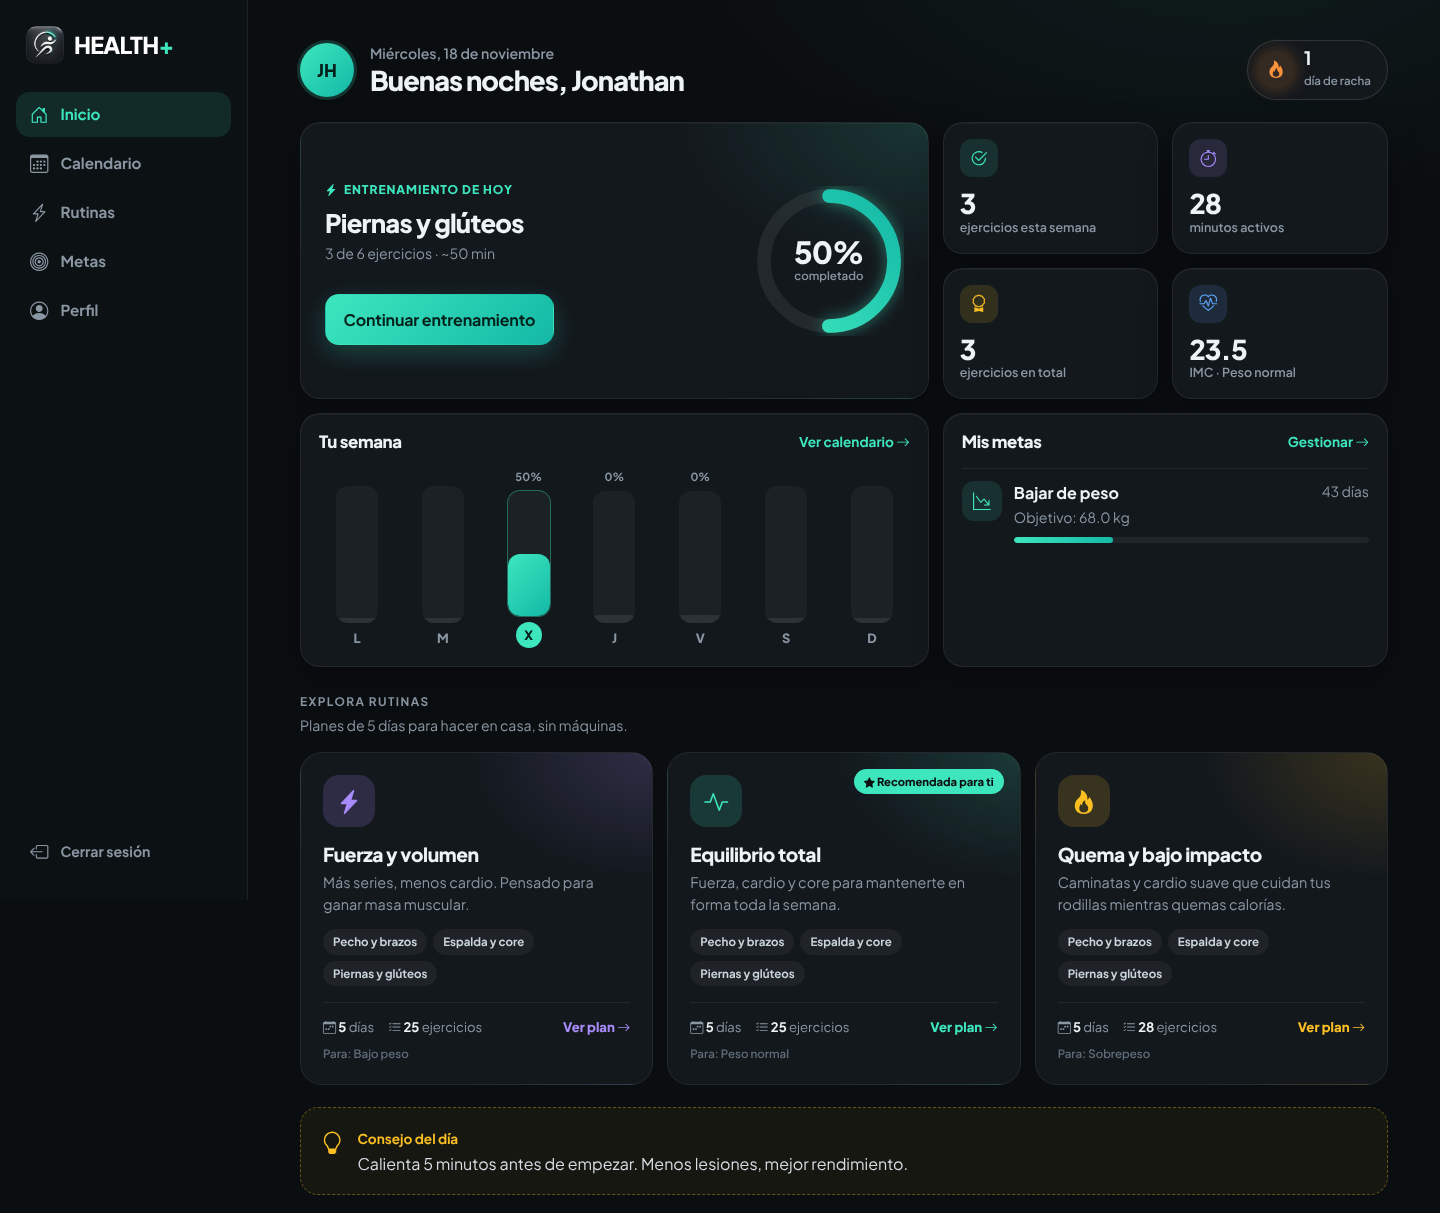 HEALTH+
Inicio
Calendario
Rutinas
Metas
Perfil
Cerrar sesión
JH
Miércoles, 18 de noviembre
Buenas noches, Jonathan
1
día de racha
ENTRENAMIENTO DE HOY
Piernas y glúteos
3 de 6 ejercicios · ~50 min
Continuar entrenamiento
50%
completado
3
ejercicios esta semana
28
minutos activos
3
ejercicios en total
23.5
IMC · Peso normal
Tu semana
Ver calendario →
50% 0% 0%
L M X J V S D
Mis metas
Gestionar →
Bajar de peso
43 días
Objetivo: 68.0 kg
EXPLORA RUTINAS
Planes de 5 días para hacer en casa, sin máquinas.
Fuerza y volumen
Más series, menos cardio. Pensado para
ganar masa muscular.
Pecho y brazos
Espalda y core
Piernas y glúteos
5 días
25 ejercicios
Ver plan →
Para: Bajo peso
Recomendada para ti
Equilibrio total
Fuerza, cardio y core para mantenerte en
forma toda la semana.
Pecho y brazos
Espalda y core
Piernas y glúteos
5 días
25 ejercicios
Ver plan →
Para: Peso normal
Quema y bajo impacto
Caminatas y cardio suave que cuidan tus
rodillas mientras quemas calorías.
Pecho y brazos
Espalda y core
Piernas y glúteos
5 días
28 ejercicios
Ver plan →
Para: Sobrepeso
Consejo del día
Calienta 5 minutos antes de empezar. Menos lesiones, mejor rendimiento.